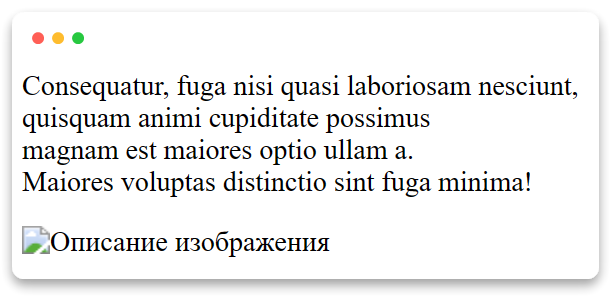 Consequatur, fuga nisi quasi laboriosam nesciunt,
quisquam animi cupiditate possimus
magnam est maiores optio ullam a.
Maiores voluptas distinctio sint fuga minima!
Описание изображения